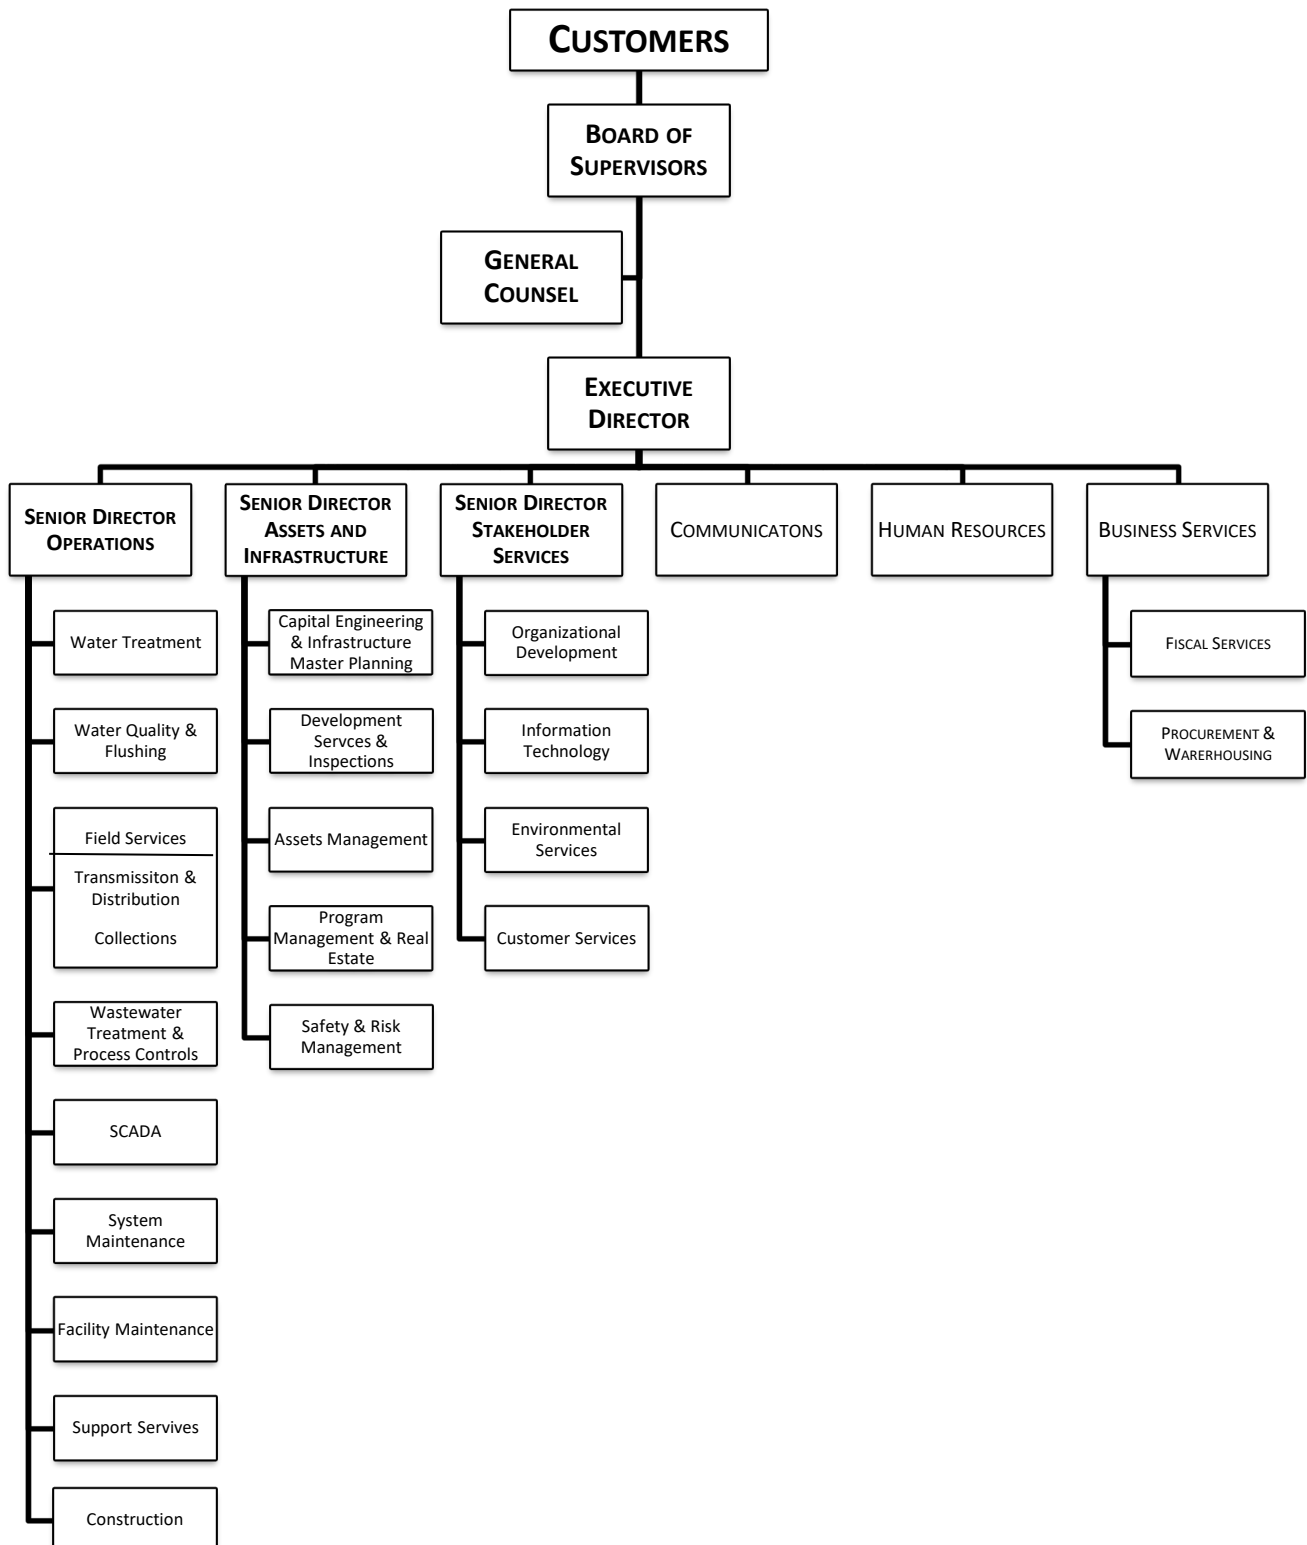 CUSTOMERS
BOARD OF
SUPERVISORS
GENERAL
COUNSEL
EXECUTIVE
DIRECTOR
SENIOR DIRECTOR
OPERATIONS
SENIOR DIRECTOR
ASSETS AND
INFRASTRUCTURE
SENIOR DIRECTOR
STAKEHOLDER
SERVICES
COMMUNICATONS
HUMAN RESOURCES
BUSINESS SERVICES
Water Treatment
Water Quality &
Flushing
Field Services
Transmissiton &
Distribution
Collections
Wastewater
Treatment &
Process Controls
SCADA
System
Maintenance
Facility Maintenance
Support Servives
Construction
Capital Engineering
& Infrastructure
Master Planning
Development
Servces &
Inspections
Assets Management
Program
Management & Real
Estate
Safety & Risk
Management
Organizational
Development
Information
Technology
Environmental
Services
Customer Services
FISCAL SERVICES
PROCUREMENT &
WARERHOUSING